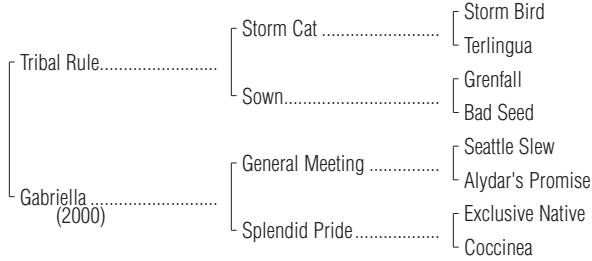 Storm Bird
Storm Cat ........................
Terlingua
Tribal Rule........................
Grenfall
Sown................................
Bad Seed
Seattle Slew
General Meeting ..............
Alydar's Promise
Gabriella ..........................
(2000)
Exclusive Native
Splendid Pride.................
Coccinea